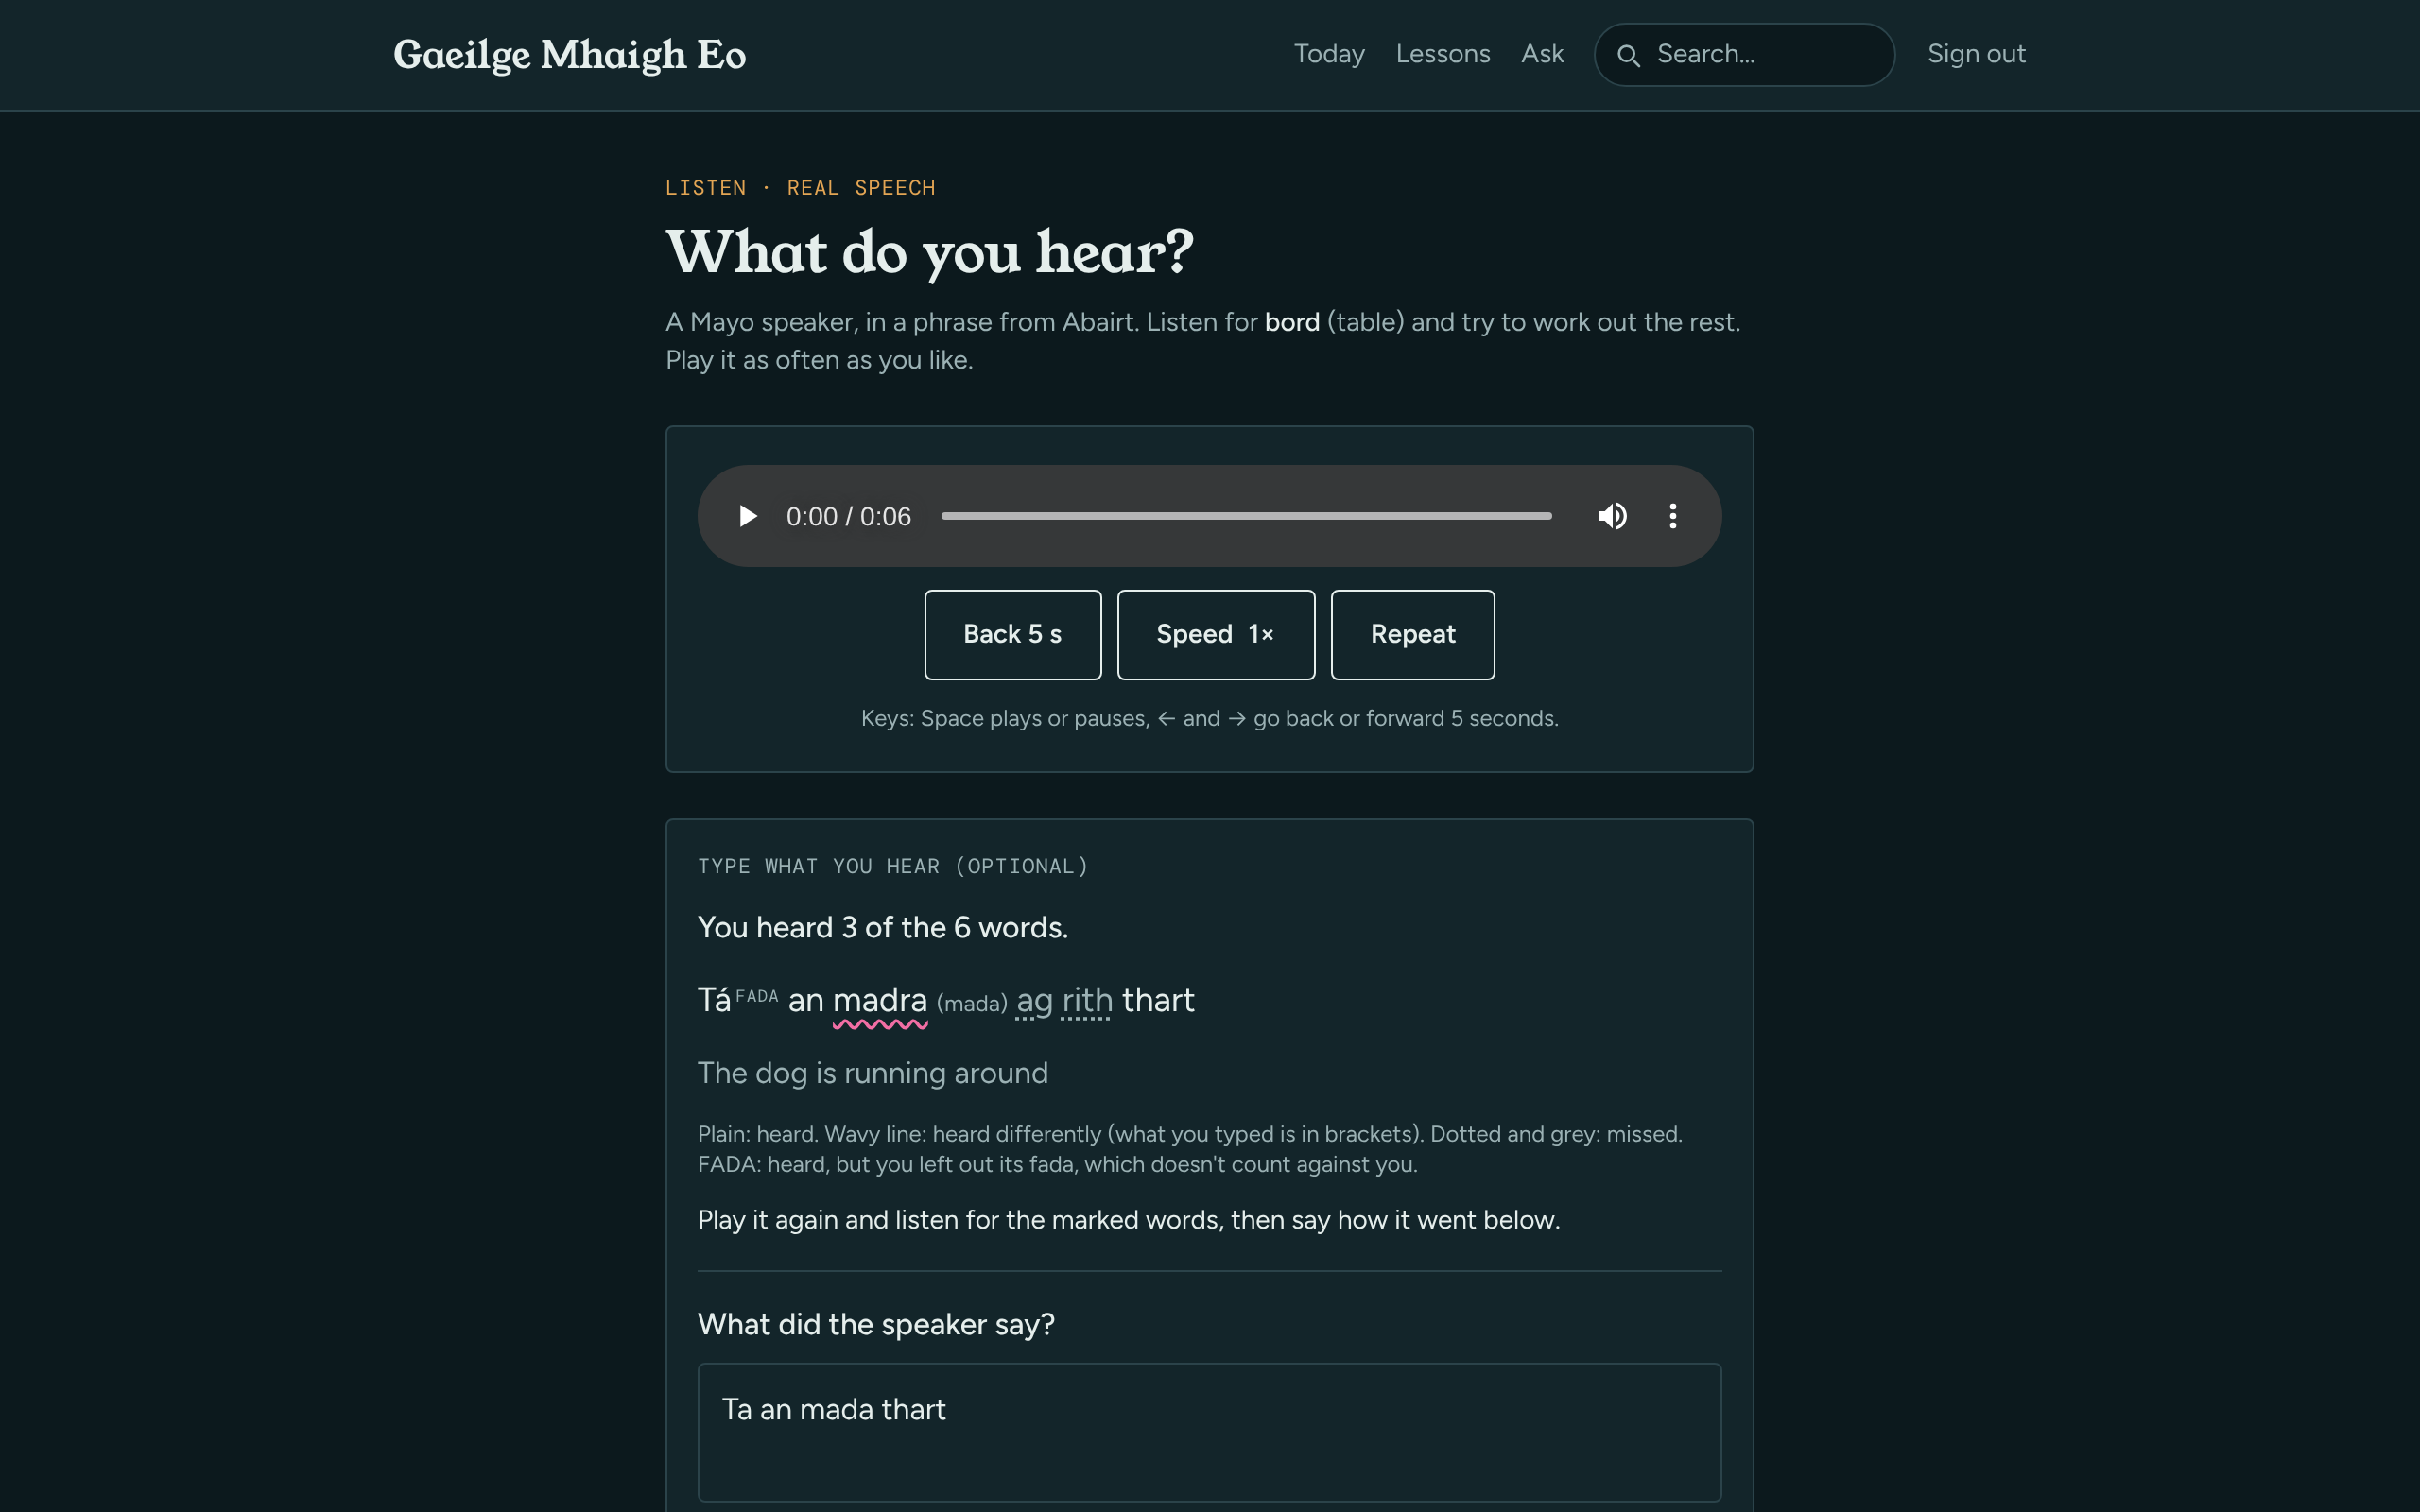 Gaeilge Mhaigh Eo
Today Lessons Ask Search... Sign out
LISTEN · REAL SPEECH
What do you hear?
A Mayo speaker, in a phrase from Abairt. Listen for bord (table) and try to work out the rest.
Play it as often as you like.
0:00 / 0:06
Back 5 s Speed 1× Repeat
Keys: Space plays or pauses, ← and → go back or forward 5 seconds.
TYPE WHAT YOU HEAR (OPTIONAL)
You heard 3 of the 6 words.
Tá FADA an madra (mada) ag rith thart
The dog is running around
Plain: heard. Wavy line: heard differently (what you typed is in brackets). Dotted and grey: missed.
FADA: heard, but you left out its fada, which doesn't count against you.
Play it again and listen for the marked words, then say how it went below.
What did the speaker say?
Ta an mada thart